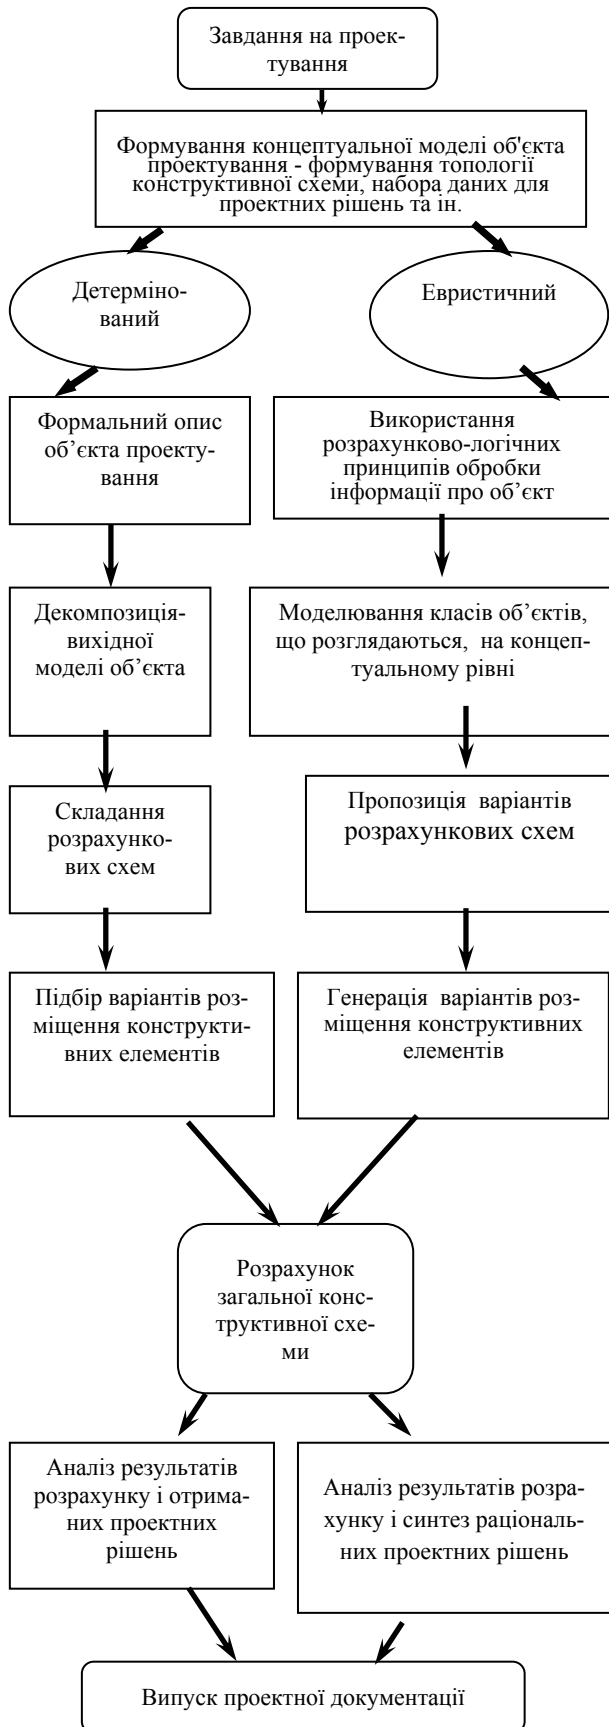 Завдання на проек-
тування
Формування концептуальної моделі об'єкта
проектування - формування топології
конструктивної схеми, набора даних для
проектних рішень та ін.
Детерміно-
ований
Евристичний
Формальний опис
об’єкта проекту-
вання
Використання
розрахунково-логічних
принципів обробки
інформації про об’єкт
Декомпозиція-
вихідної
моделі об’єкта
Моделювання класів об’єктів,
що розглядаються, на концеп-
туальному рівні
Складання
розрахунко-
вих схем
Пропозиція варіантів
розрахункових схем
Підбір варіантів роз-
міщення конструкти-
вних елементів
Генерація варіантів роз-
міщення конструктивних
елементів
Розрахунок
загальної конс-
труктивної схе-
ми
Аналіз результатів
розрахунку і отрима-
них проектних
рішень
Аналіз результатів розра-
хунку і синтез раціональ-
них проектних рішень
Випуск проектної документації